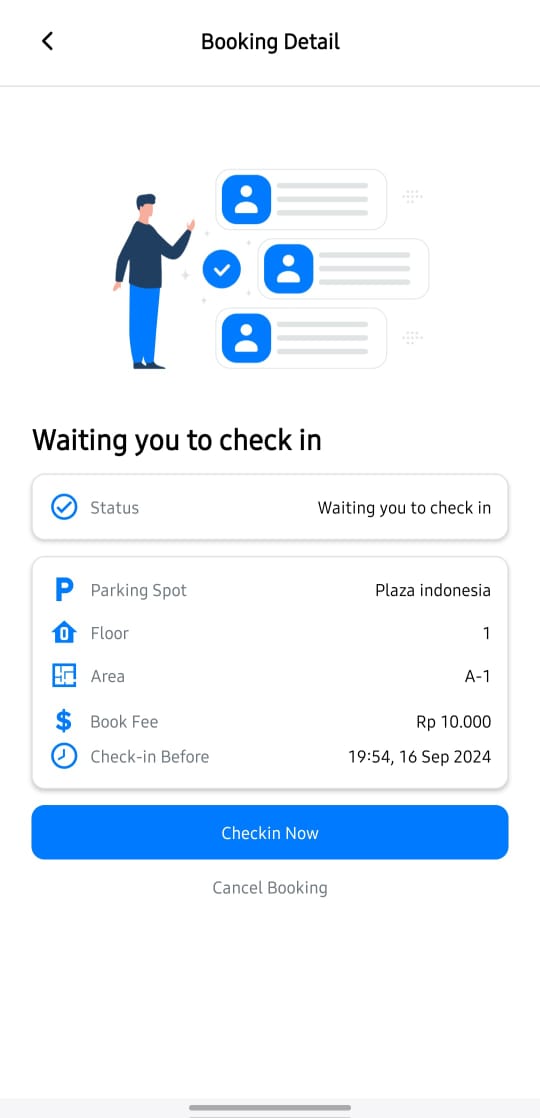 Booking Detail
Waiting you to check in
Status Waiting you to check in
P Parking Spot Plaza indonesia
Floor 1
Area A-1
$ Book Fee Rp 10.000
Check-in Before 19:54, 16 Sep 2024
Checkin Now
Cancel Booking